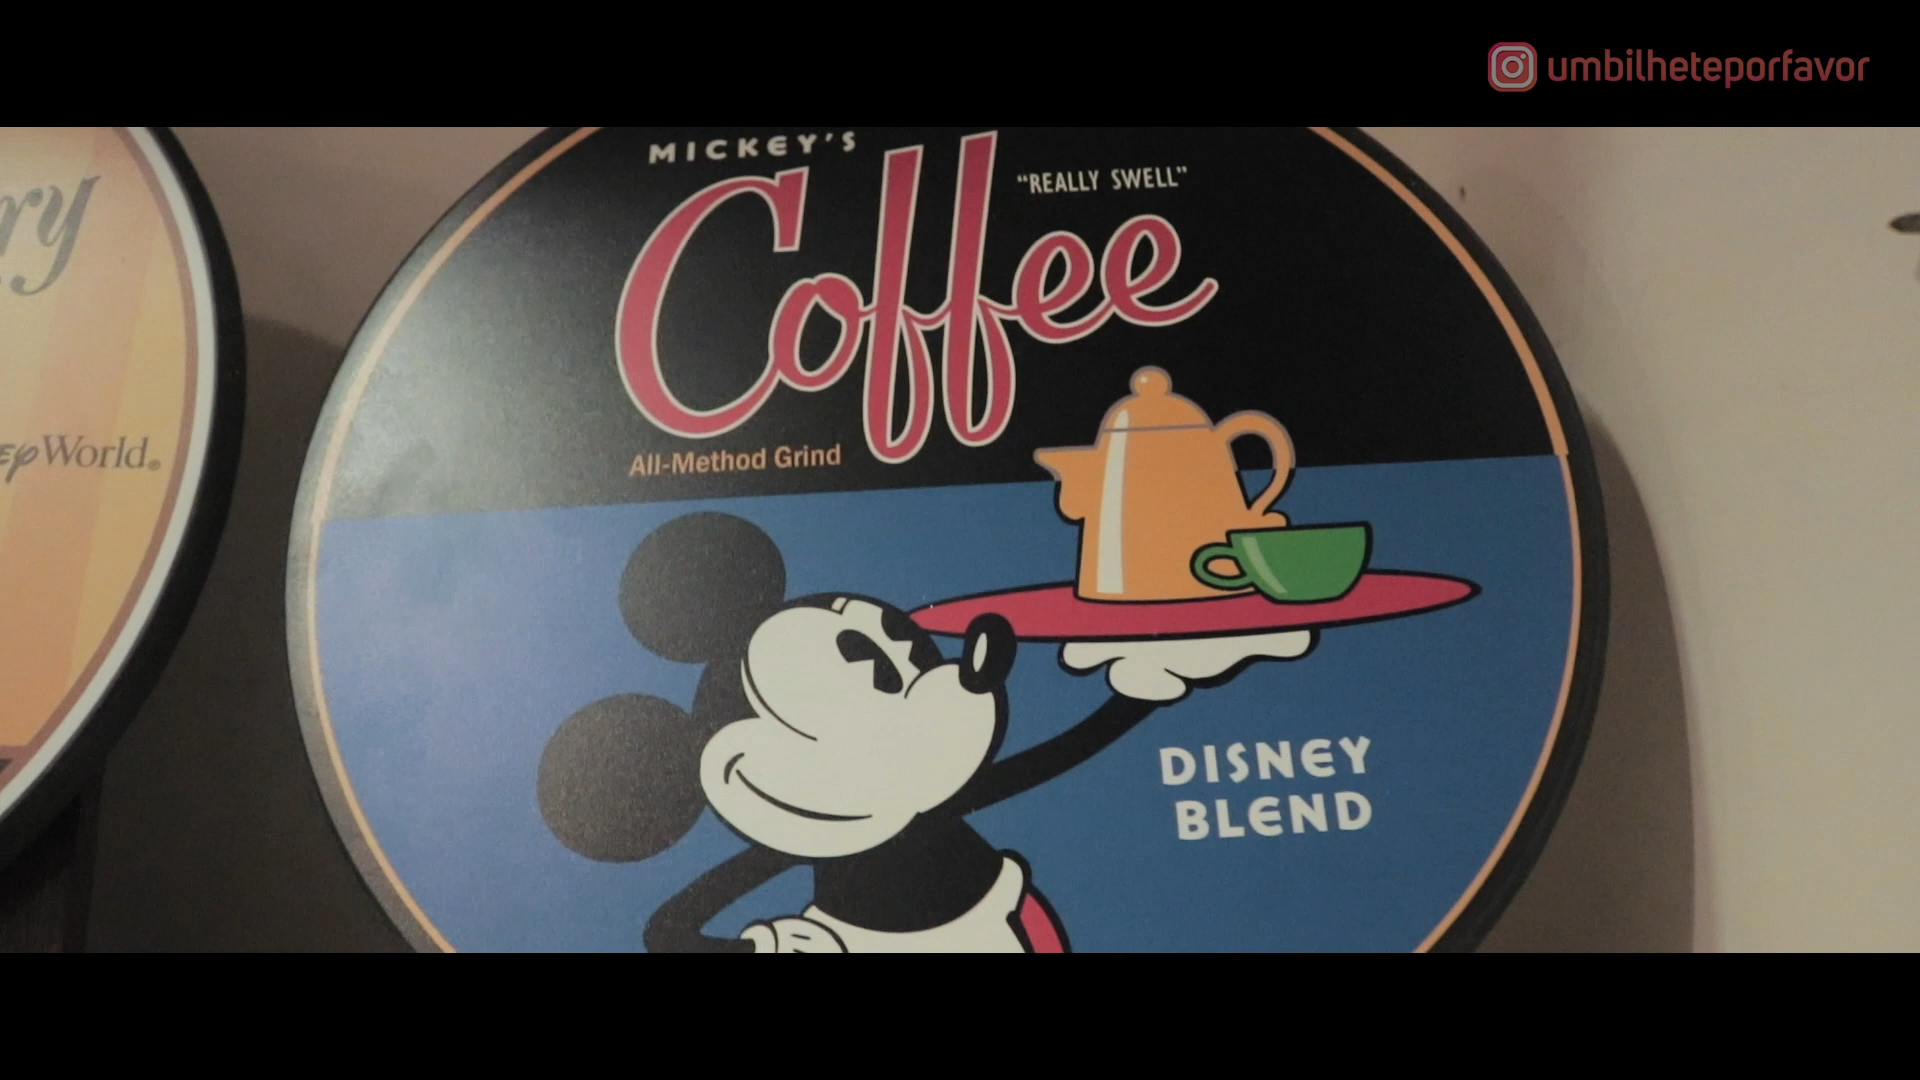 umbilheteporfavor
MICKEY'S
Coffee
"REALLY SWELL"
All-Method Grind
DISNEY
BLEND
World